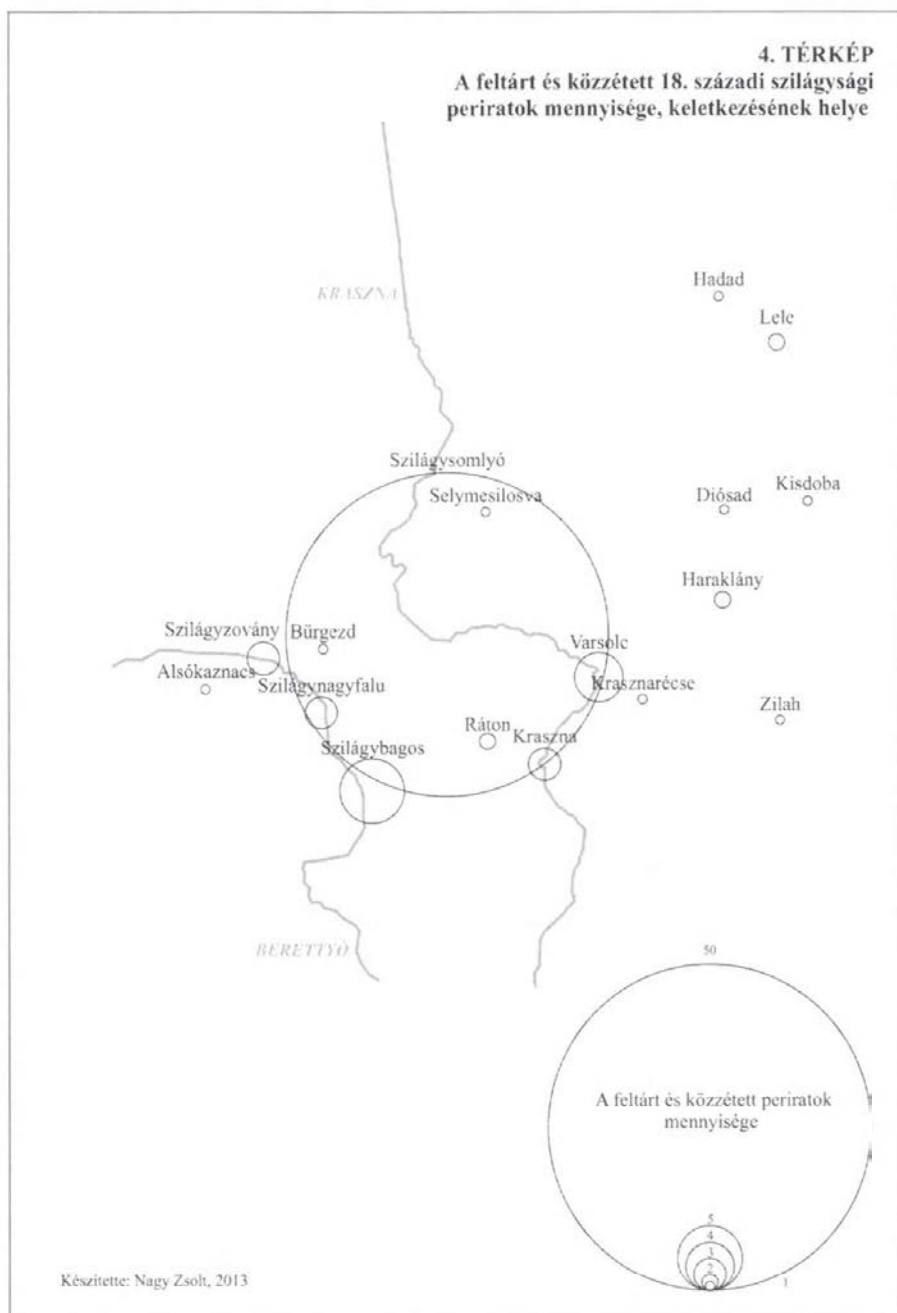 4. TÉRKÉP
A feltárt és közzétett 18. századi szilágysági
periratok mennyisége, keletkezésének helye
KRASZNA
Hadad
Lele
Szilágysomlyó
Selymesilosva
Diósad
Kisdoba
Haraklány
Szilágyzovány
Bürgezd
Varsolc
Alsókaznacs
Szilágynagyfalu
Krasznarécse
Zilah
Ráton
Kraszna
Szilágybagos
BERETTYÓ
50
A feltárt és közzétett periratok
mennyisége
5
4
3
2
1
Készítette: Nagy Zsolt, 2013